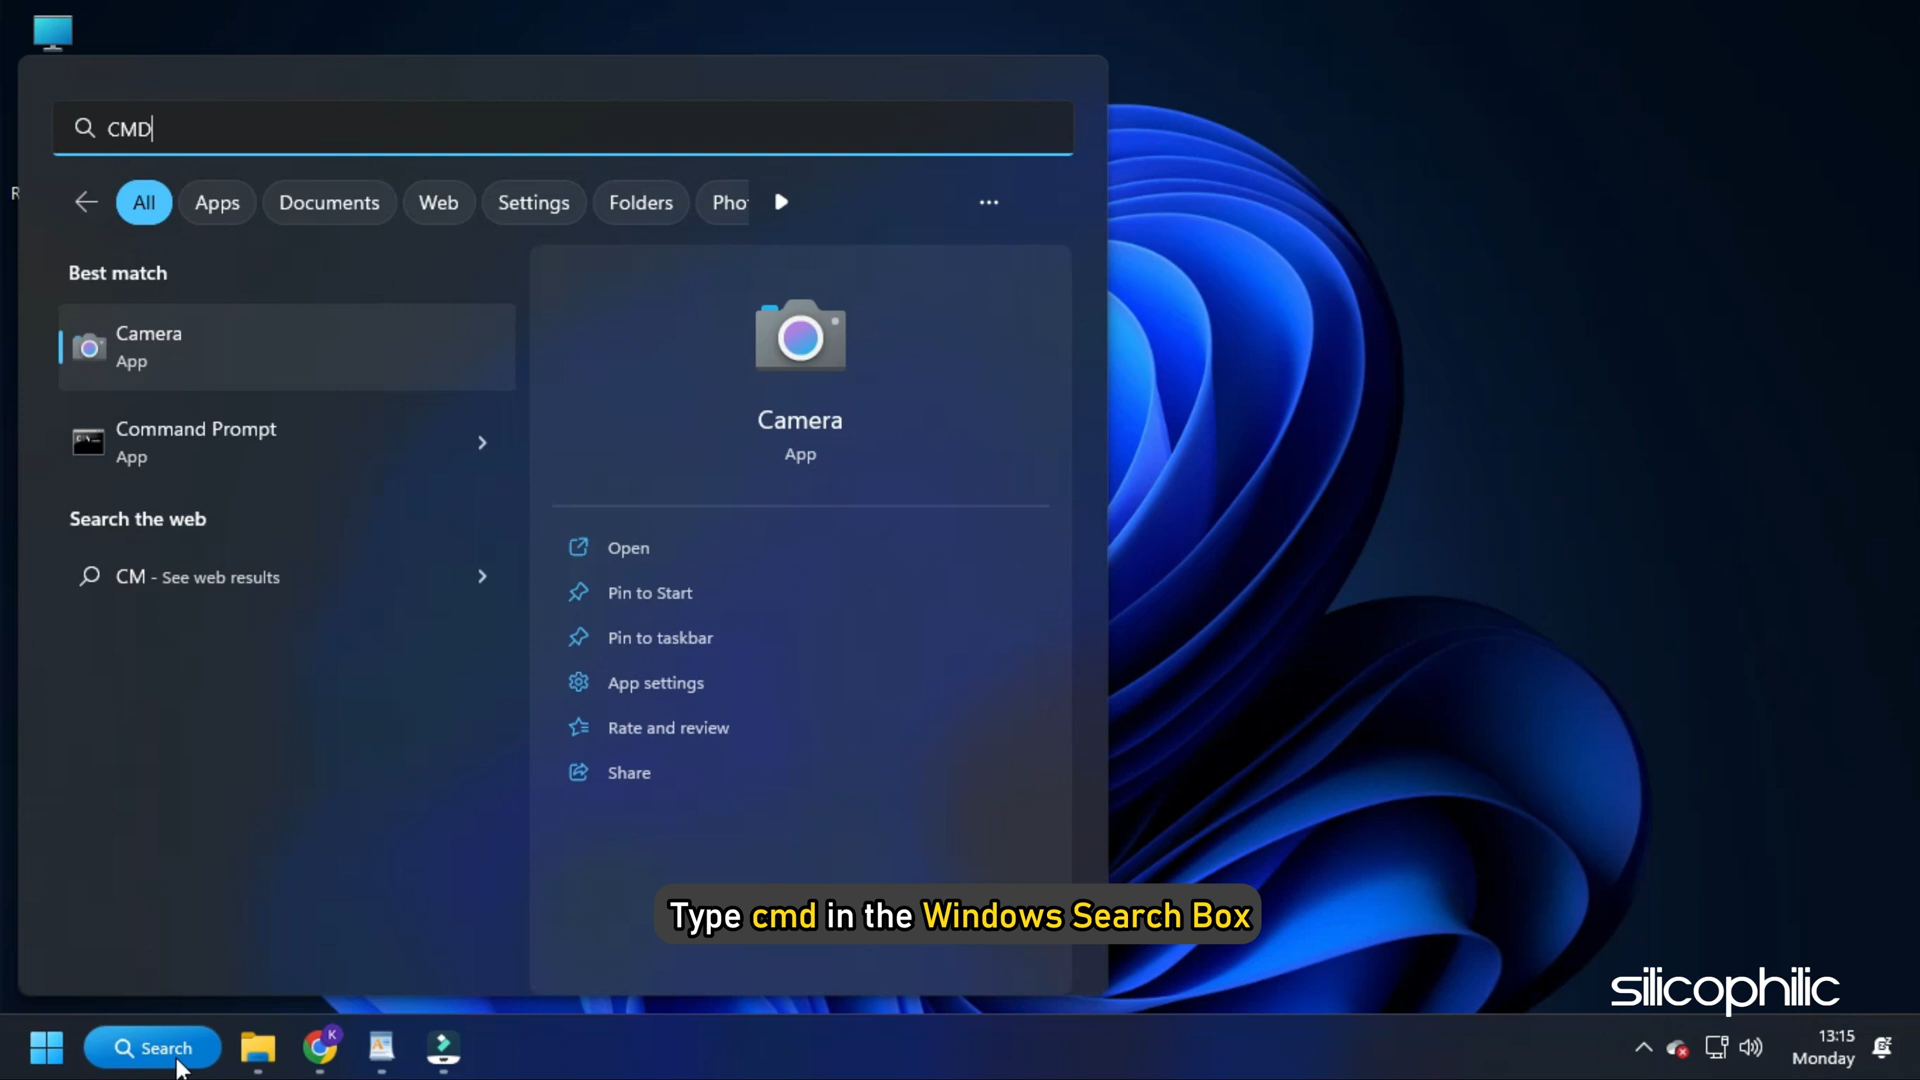 R
CMD
All
Apps
Documents
Web
Settings
Folders
Pho
Best match
Camera
App
Command Prompt
App
Search the web
CM - See web results
Camera
App
Open
Pin to Start
Pin to taskbar
App settings
Rate and review
Share
Type cmd in the Windows Search Box
silicophilic
Search
K
13:15
Monday